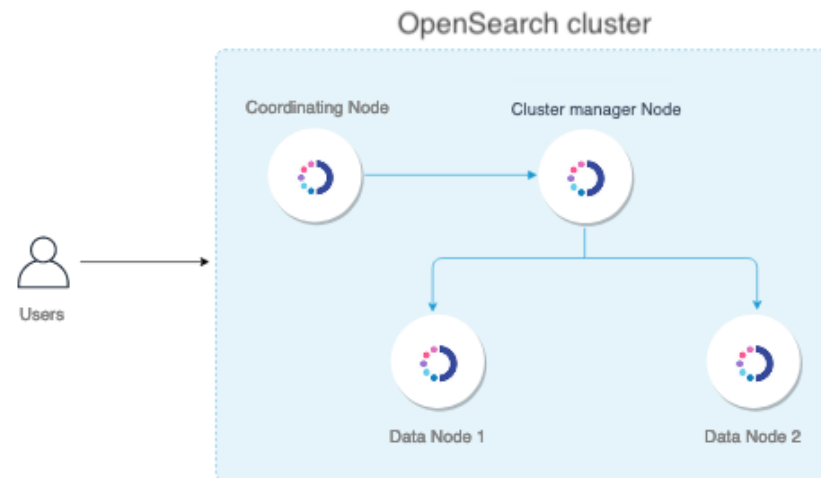 OpenSearch cluster
Coordinating Node
Cluster manager Node
Users
Data Node 1
Data Node 2